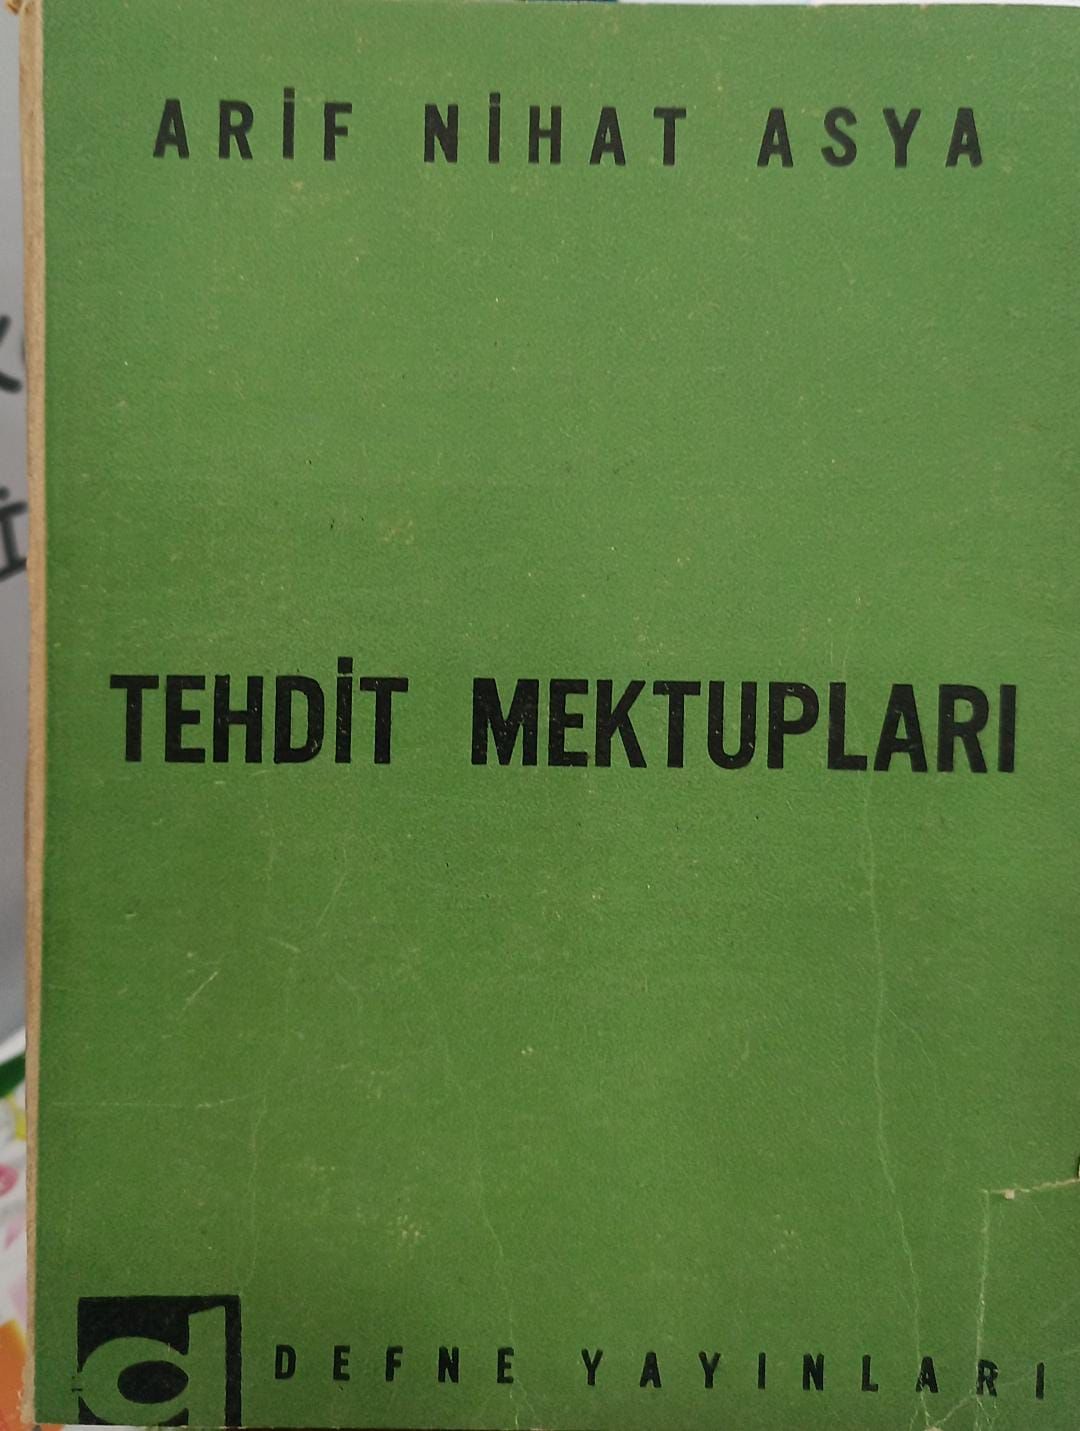 ARİF NİHAT ASYA
TEHDİT MEKTUPLARI
d DEFNE YAYINLARI